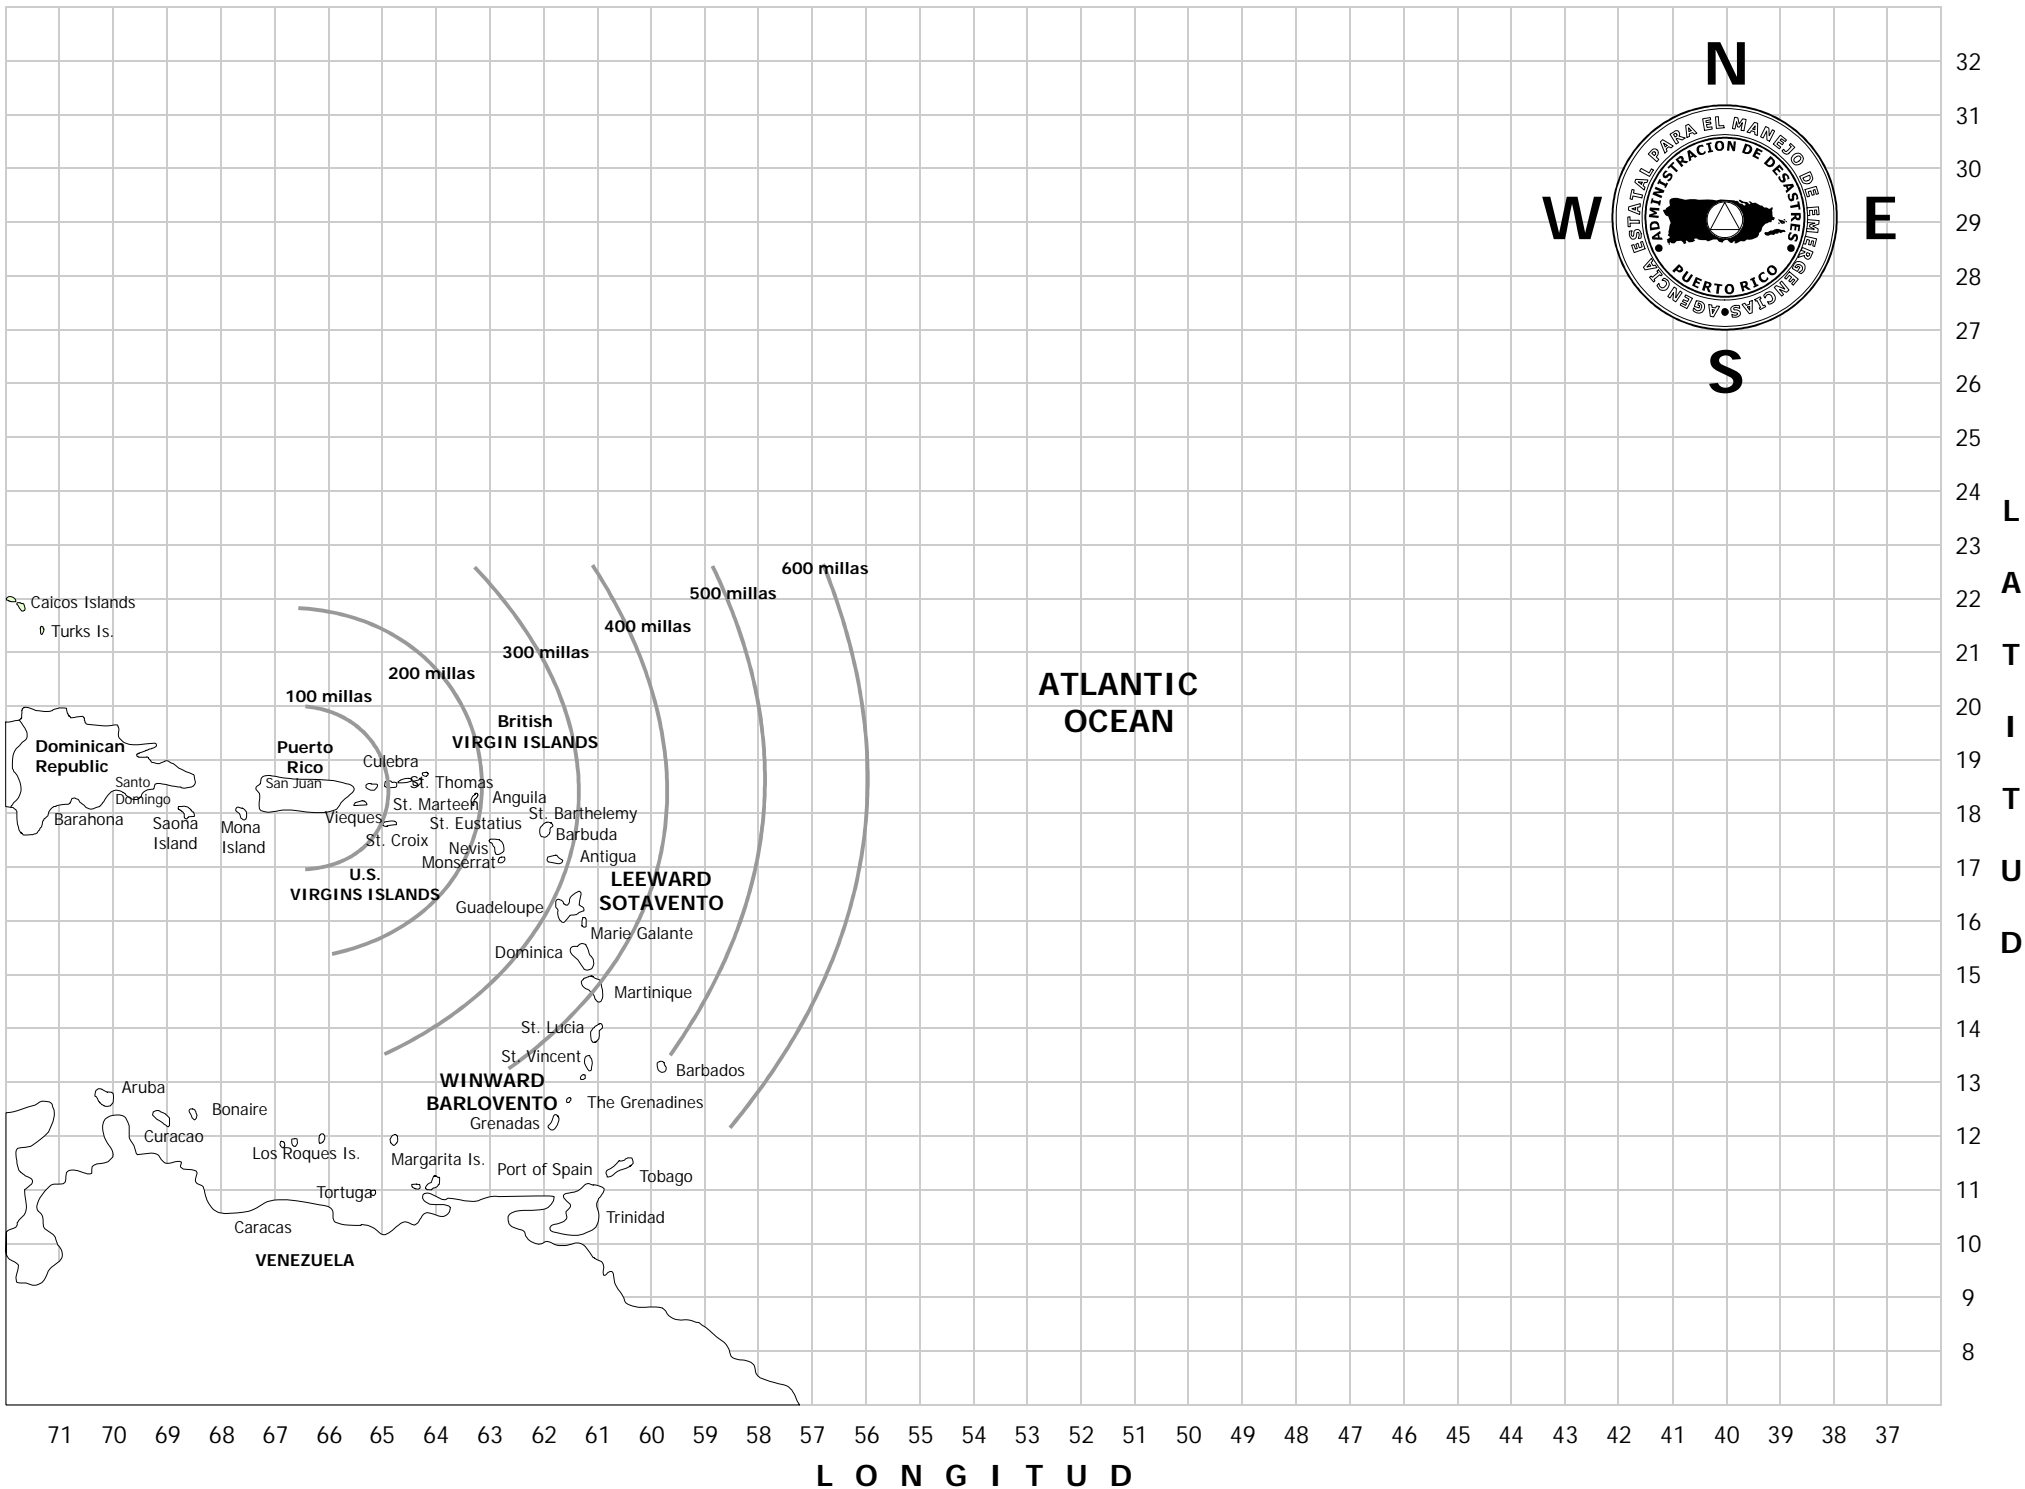 N
W
E
S
AGENCIA ESTATAL PARA EL MANEJO DE EMERGENCIAS
ADMINISTRACION DE DESASTRES
PUERTO RICO
32
31
30
29
28
27
26
25
24
23
22
21
20
19
18
17
16
15
14
13
12
11
10
9
8
LATITUD
600 millas
500 millas
400 millas
300 millas
200 millas
100 millas
Caicos Islands
Turks Is.
ATLANTIC
OCEAN
Dominican
Republic
Santo
Domingo
Barahona
Saona
Island
Mona
Island
Puerto
Rico
San Juan
Culebra
Vieques
British
VIRGIN ISLANDS
St. Thomas
St. Marteen
Anguila
St. Barthelemy
St. Eustatius
Barbuda
St. Croix
Nevis
Monserrat
Antigua
U.S.
VIRGINS ISLANDS
LEEWARD
SOTAVENTO
Guadeloupe
Marie Galante
Dominica
Martinique
St. Lucia
St. Vincent
Barbados
WINWARD
BARLOVENTO
The Grenadines
Grenadas
Aruba
Bonaire
Curacao
Los Roques Is.
Margarita Is.
Port of Spain
Tobago
Tortuga
Trinidad
Caracas
VENEZUELA
71 70 69 68 67 66 65 64 63 62 61 60 59 58 57 56 55 54 53 52 51 50 49 48 47 46 45 44 43 42 41 40 39 38 37
LONGITUD